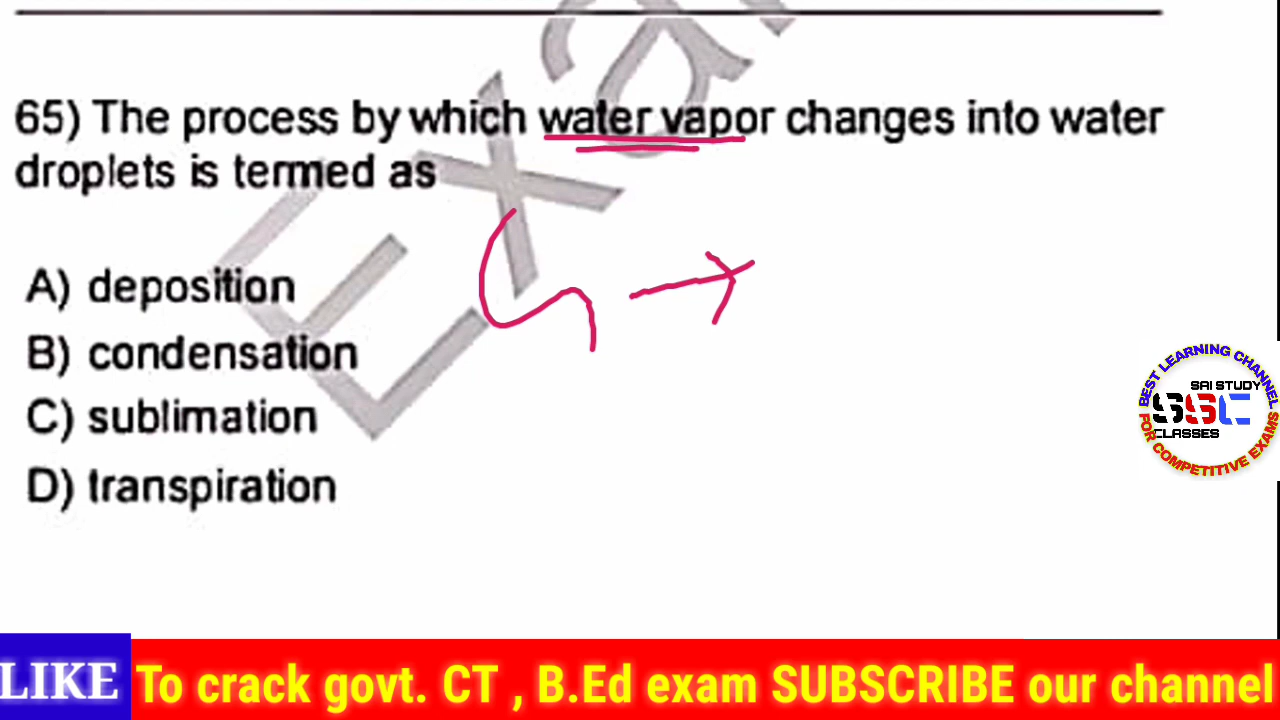 65) The process by which water vapor changes into water
droplets is termed as
A) deposition
B) condensation
C) sublimation
D) transpiration
BEST LEARNING CHANNEL
SAI STUDY
SSC
CLASSES
FOR COMPETITIVE EXAMS
LIKE
To crack govt. CT , B.Ed exam SUBSCRIBE our channel
Exa